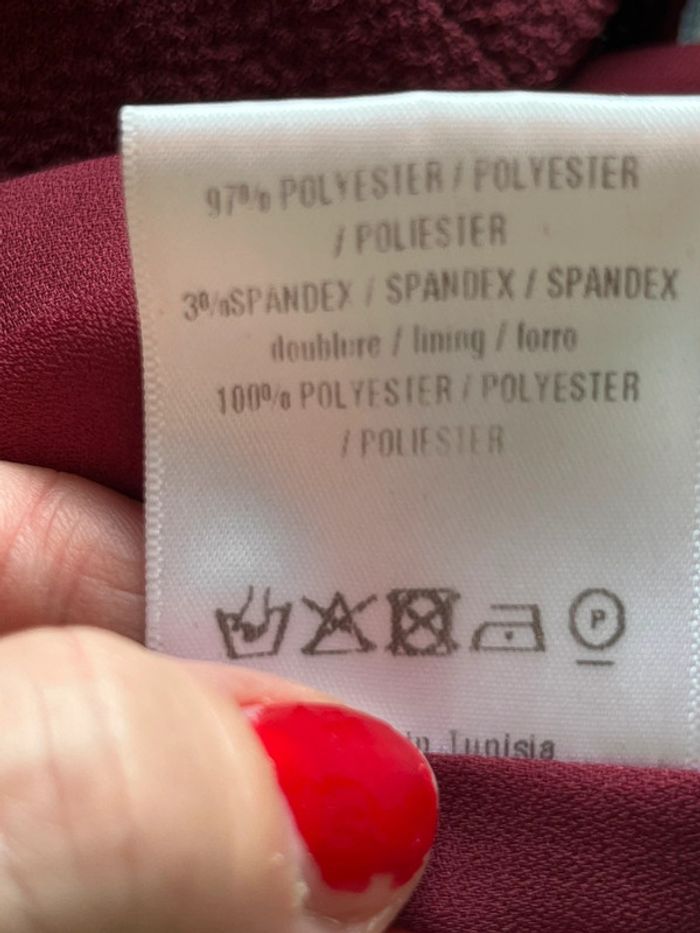 97% POLYESTER / POLYESTER
/ POLIESTER
3%SPANDEX / SPANDEX / SPANDEX
doublure / lining / forro
100% POLYESTER / POLYESTER
/ POLIESTER
P
in Tunisia